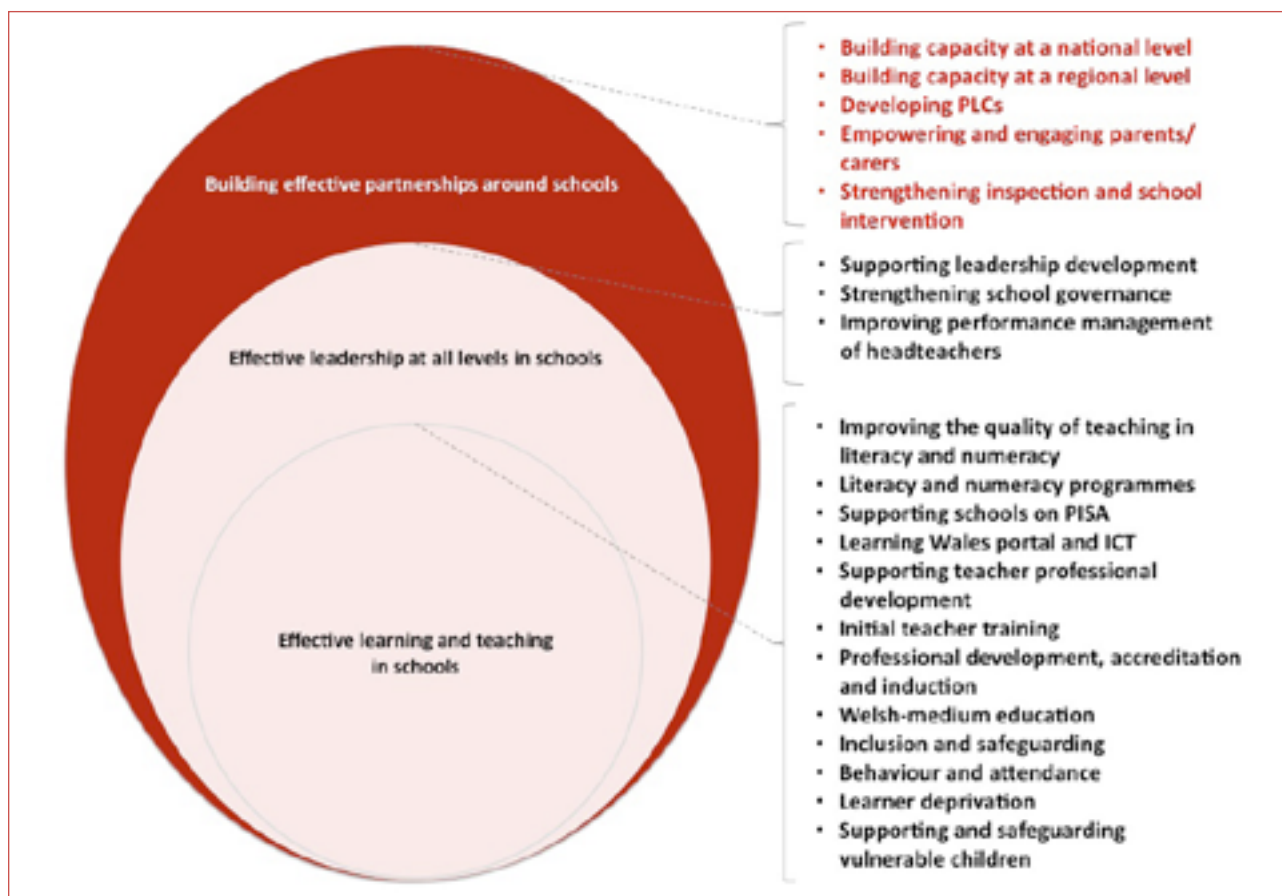 Building effective partnerships around schools
Effective leadership at all levels in schools
Effective learning and teaching
in schools
• Building capacity at a national level
• Building capacity at a regional level
• Developing PLCs
• Empowering and engaging parents/
carers
• Strengthening inspection and school
intervention
• Supporting leadership development
• Strengthening school governance
• Improving performance management
of headteachers
• Improving the quality of teaching in
literacy and numeracy
• Literacy and numeracy programmes
• Supporting schools on PISA
• Learning Wales portal and ICT
• Supporting teacher professional
development
• Initial teacher training
• Professional development, accreditation
and induction
• Welsh-medium education
• Inclusion and safeguarding
• Behaviour and attendance
• Learner deprivation
• Supporting and safeguarding
vulnerable children